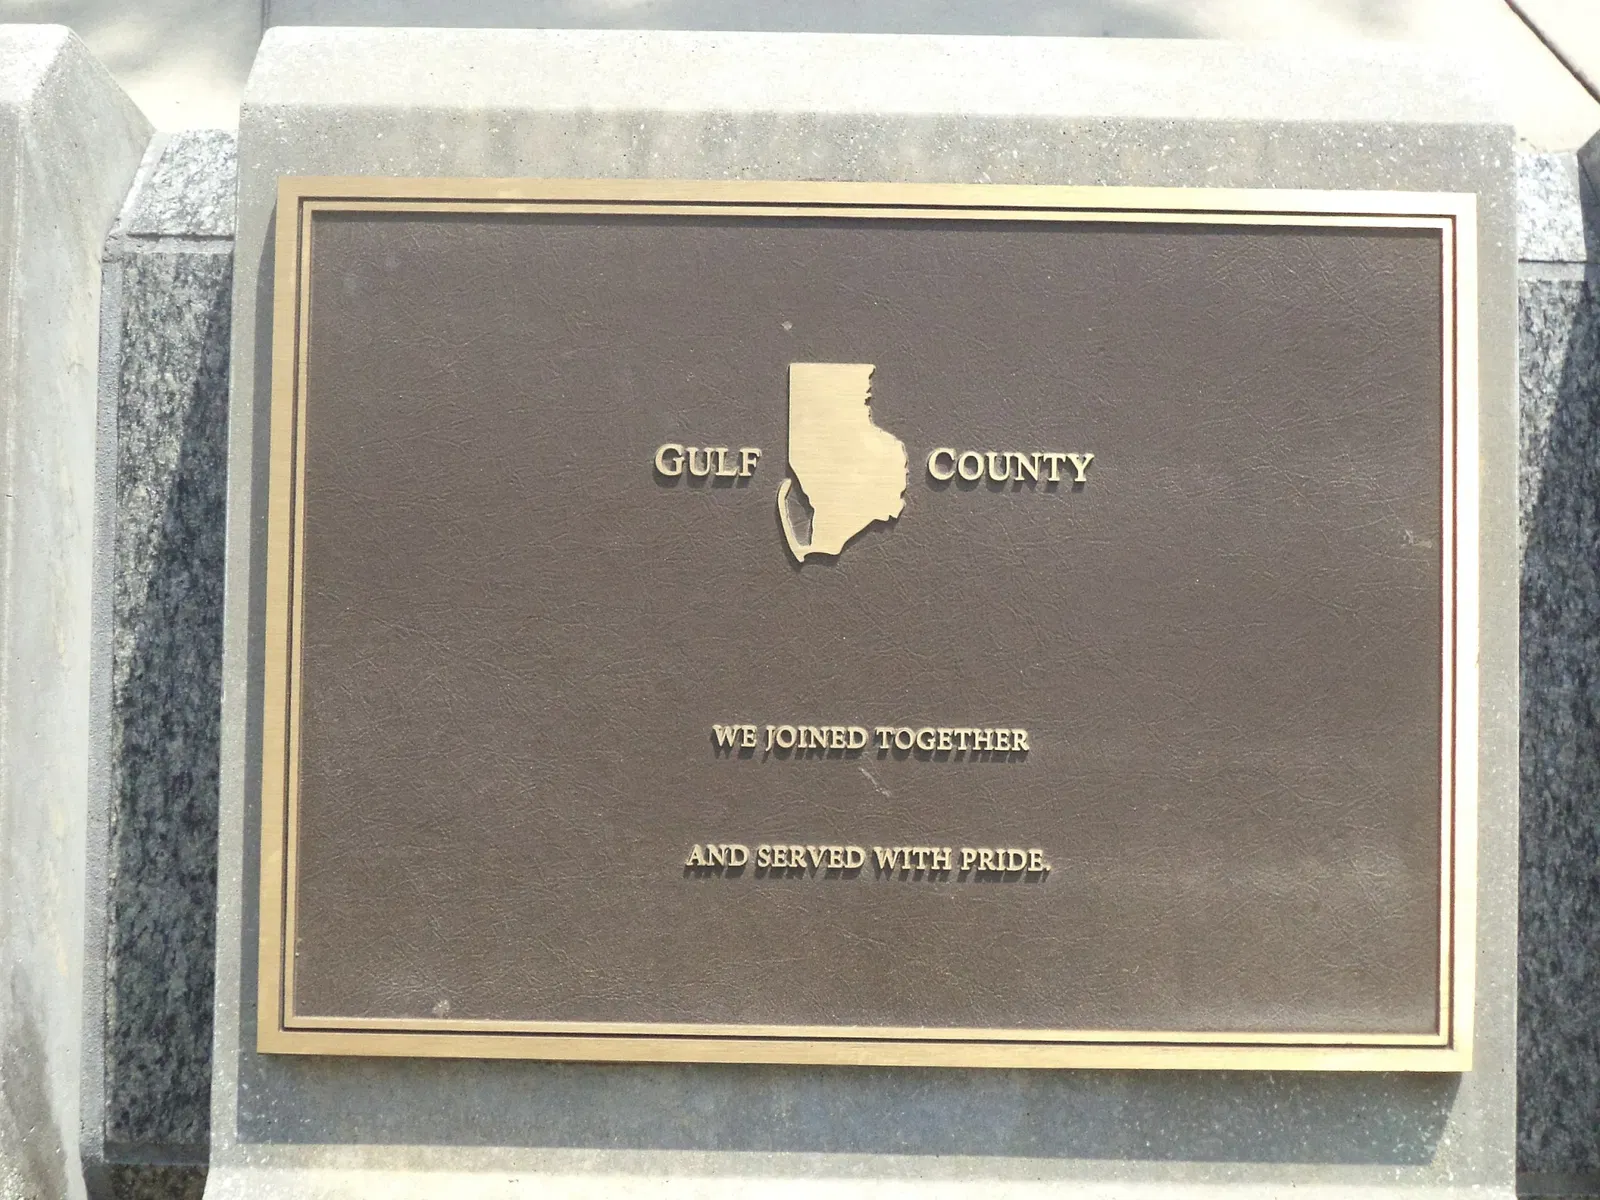 GULF COUNTY
WE JOINED TOGETHER
AND SERVED WITH PRIDE.